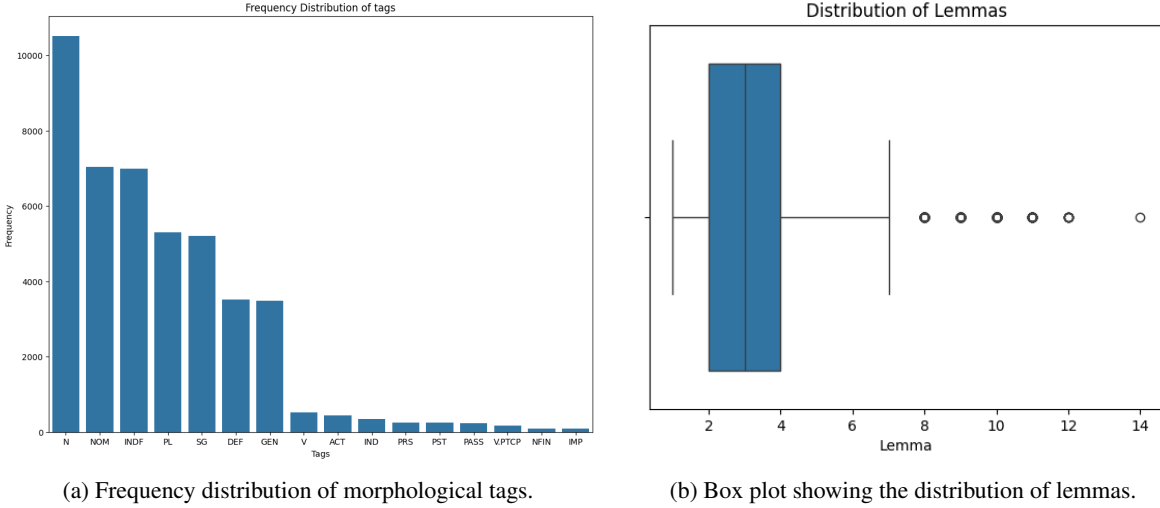 Frequency Distribution of tags
Frequency
10000
8000
6000
4000
2000
0
N NOM INDF PL SG DEF GEN V ACT IND PRS PST PASS V.PTCP NFIN IMP
Tags
(a) Frequency distribution of morphological tags.
Distribution of Lemmas
2 4 6 8 10 12 14
Lemma
(b) Box plot showing the distribution of lemmas.